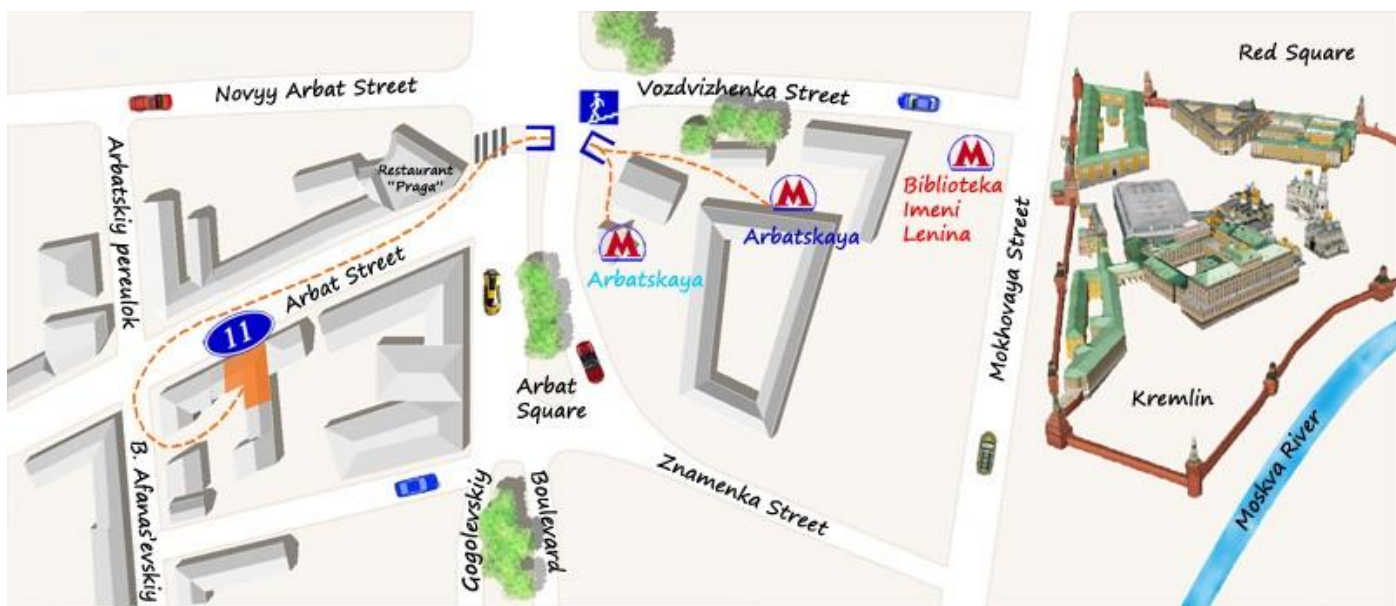 Red Square
Novyy Arbat Street
Vozdvizhenka Street
Arbatskiy pereulok
Restaurant
"Praga"
Biblioteka
Imeni
Lenina
Arbatskaya
Arbatskaya
Arbat Street
11
Mokhovaya Street
Arbat
Square
Kremlin
Moskva River
B. Afanas'evskiy
Gogolevskiy
Boulevard
Znamenka Street
M
M
M